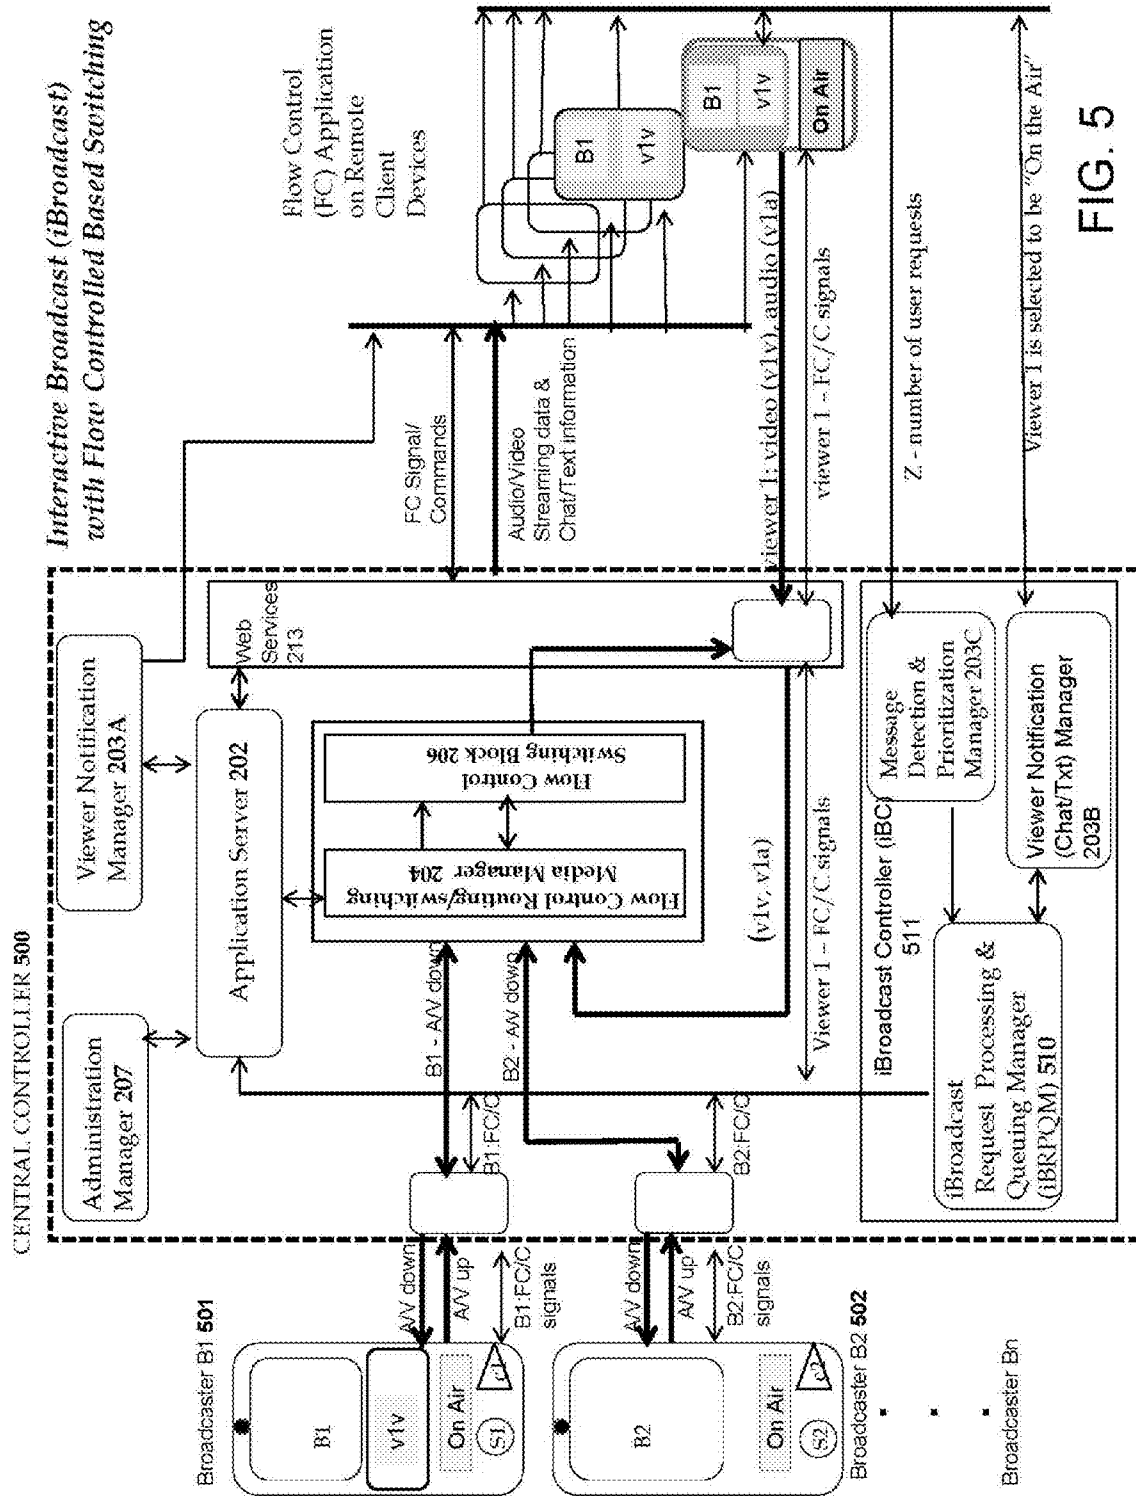 Interactive Broadcast (iBroadcast)
with Flow Controlled Based Switching
CENTRAL CONTROLLER 500
Broadcaster B1 501
B1
v1v
On Air
S1
c1
A/V down
A/V up
B1:FC/C
signals
Broadcaster B2 502
B2
On Air
S2
c2
A/V down
A/V up
B2:FC/C
signals
Broadcaster Bn
Administration
Manager 207
Viewer Notification
Manager 203A
Application Server 202
Web
Services
213
B1 - A/V down
B1:FC/C
B2 - A/V down
B2:FC/C
Flow Control Routing/switching
Media Manager 204
Flow Control
Switching Block 206
(v1v, v1a)
Viewer 1 – FC/C signals
iBroadcast Controller (iBC)
511
Message
Detection &
Prioritization
Manager 203C
iBroadcast
Request Processing &
Queuing Manager
(iBRPQM) 510
Viewer Notification
(Chat/Txt) Manager
203B
FC Signal/
Commands
Audio/Video
Streaming data &
Chat/Text information
Flow Control
(FC) Application
on Remote
Client
Devices
B1
v1v
B1
v1v
On Air
viewer 1: video (v1v), audio (v1a)
viewer 1 – FC/C signals
Z - number of user requests
Viewer 1 is selected to be "On the Air"
FIG. 5